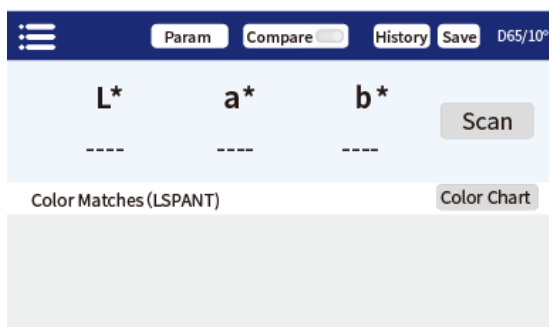 Param Compare History Save D65/10°
L* a* b*
---- ---- ----
Scan
Color Matches(LSPANT)
Color Chart